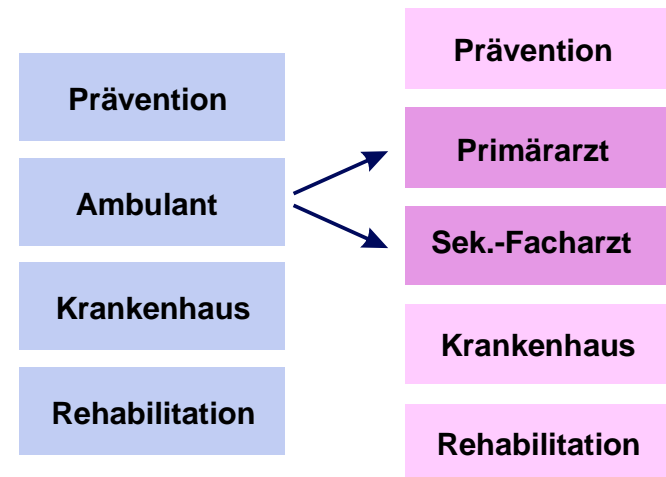 Prävention
Ambulant
Krankenhaus
Rehabilitation
Prävention
Primärarzt
Sek.-Facharzt
Krankenhaus
Rehabilitation